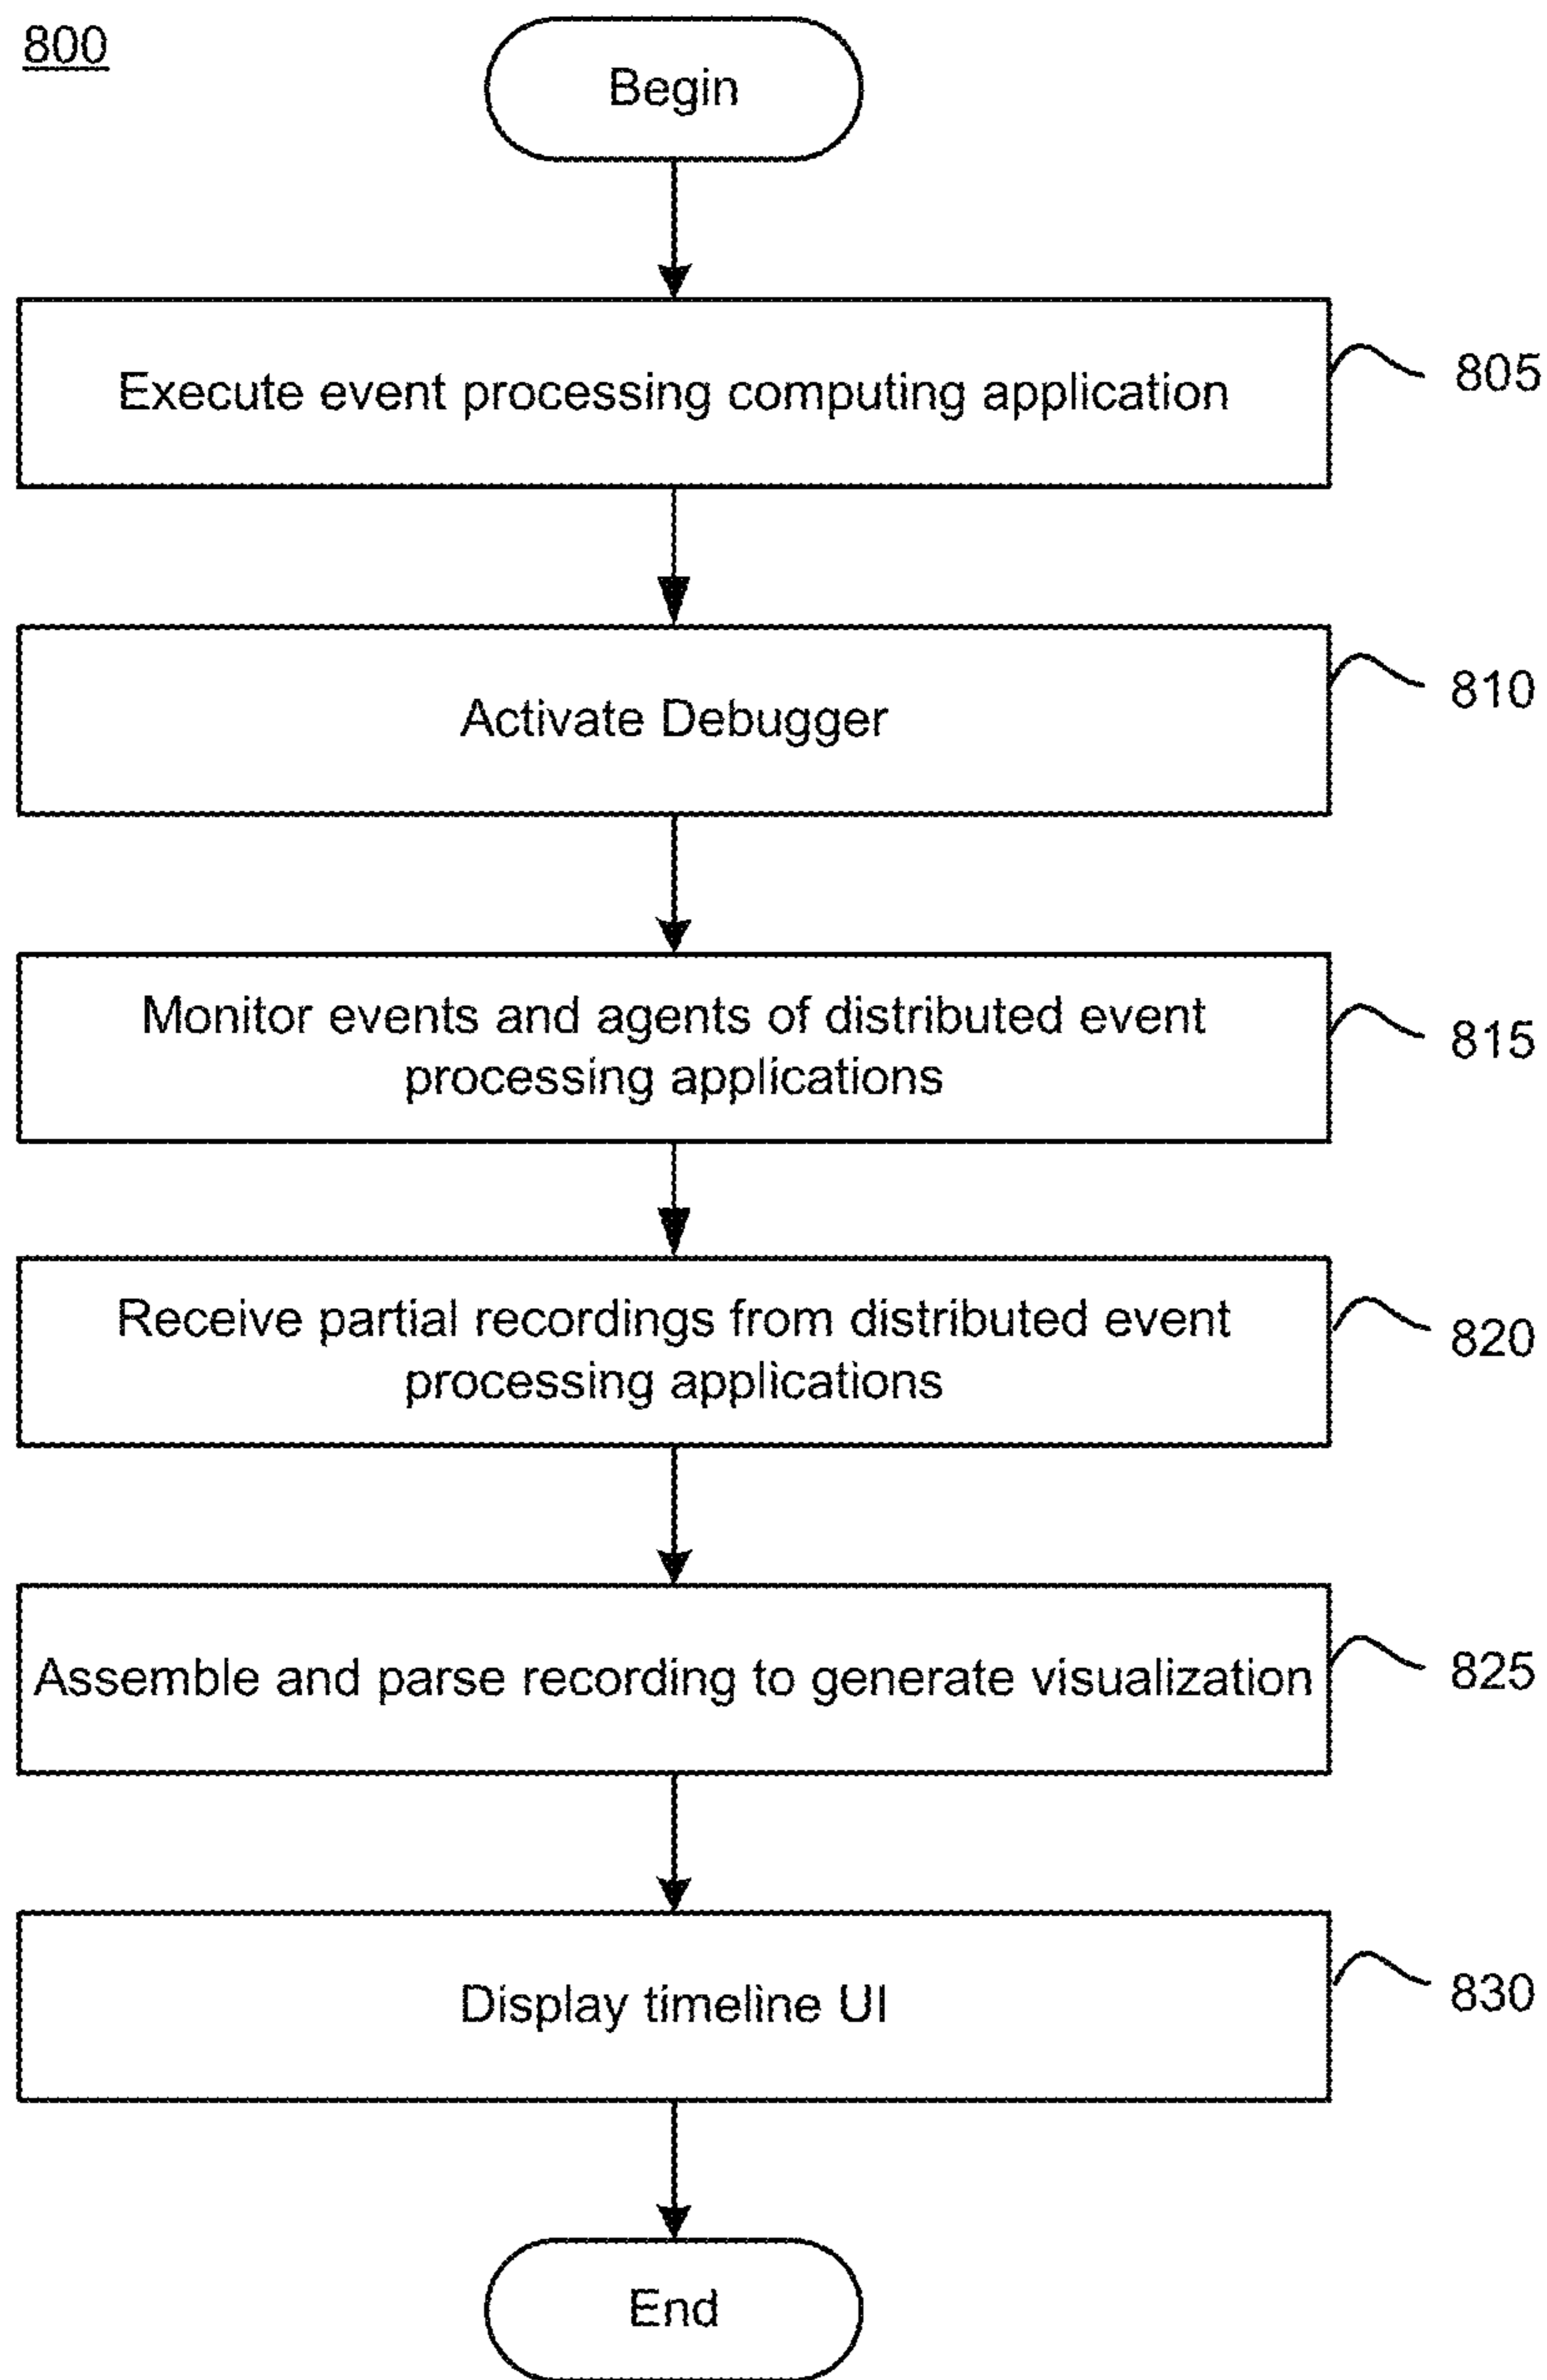 800
Begin
Execute event processing computing application
805
Activate Debugger
810
Monitor events and agents of distributed event
processing applications
815
Receive partial recordings from distributed event
processing applications
820
Assemble and parse recording to generate visualization
825
Display timeline UI
830
End